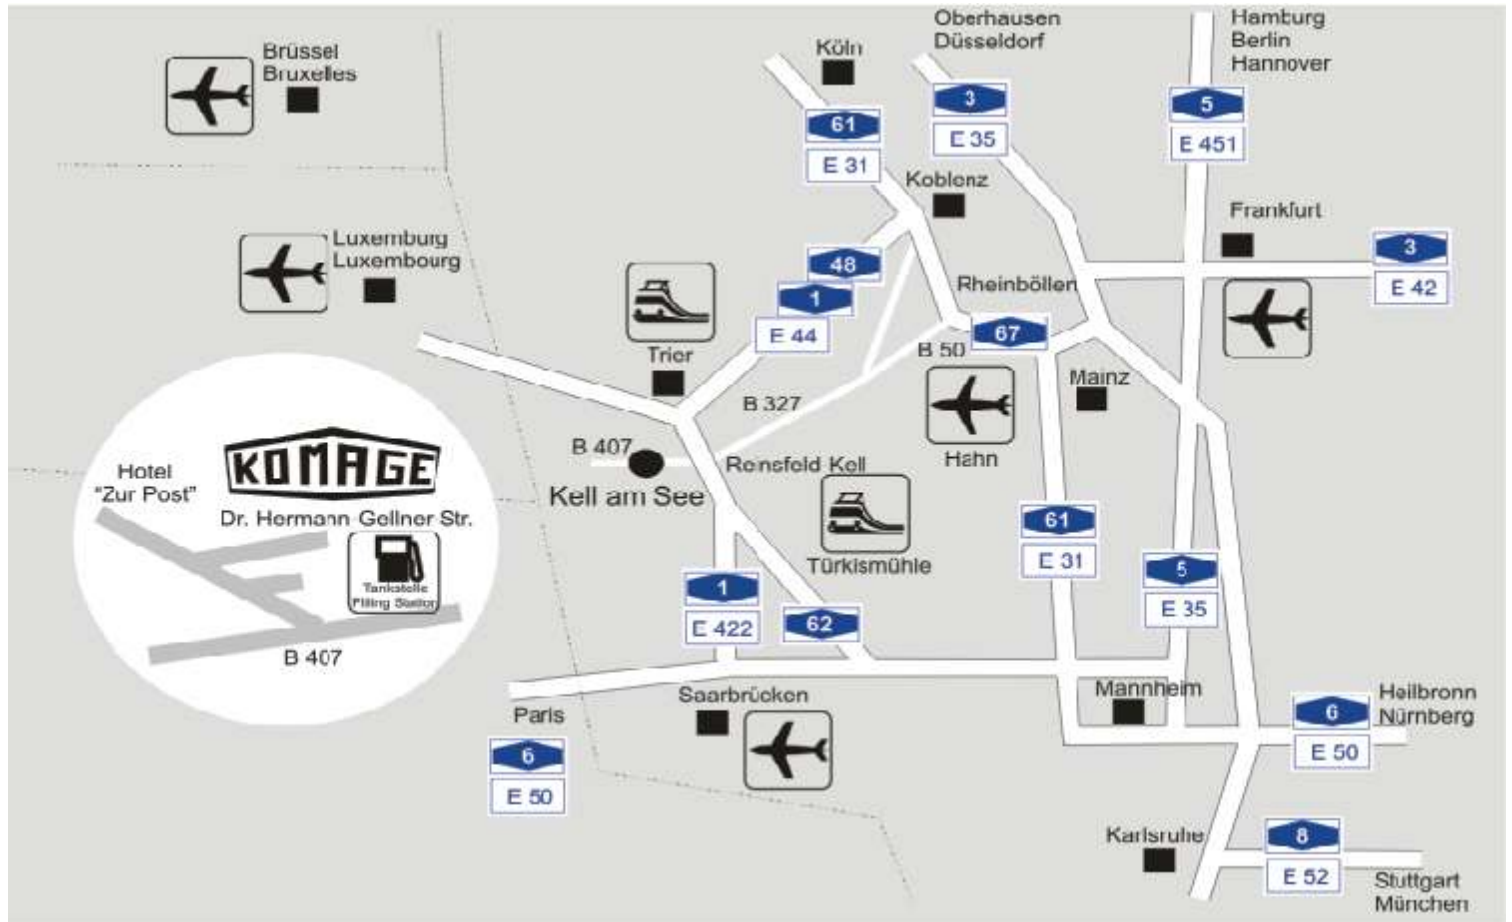 Brüssel
Bruxelles
Köln
Oberhausen
Düsseldorf
Hamburg
Berlin
Hannover
61
E 31
3
E 35
5
E 451
Koblenz
Frankfurt
Luxemburg
Luxembourg
48
1
E 44
Rheinböllen
3
E 42
Trier
67
B 50
Mainz
B 327
B 407
Hahn
Reinsfeld Kell
Kell am See
KOMAGE
Hotel
"Zur Post"
Dr. Hermann-Gellner Str.
Tankstelle
Filling Station
B 407
Türkismühle
61
E 31
5
E 35
1
E 422
62
Saarbrücken
Mannheim
Paris
6
E 50
6
E 50
Heilbronn
Nürnberg
Karlsruhe
8
E 52
Stuttgart
München